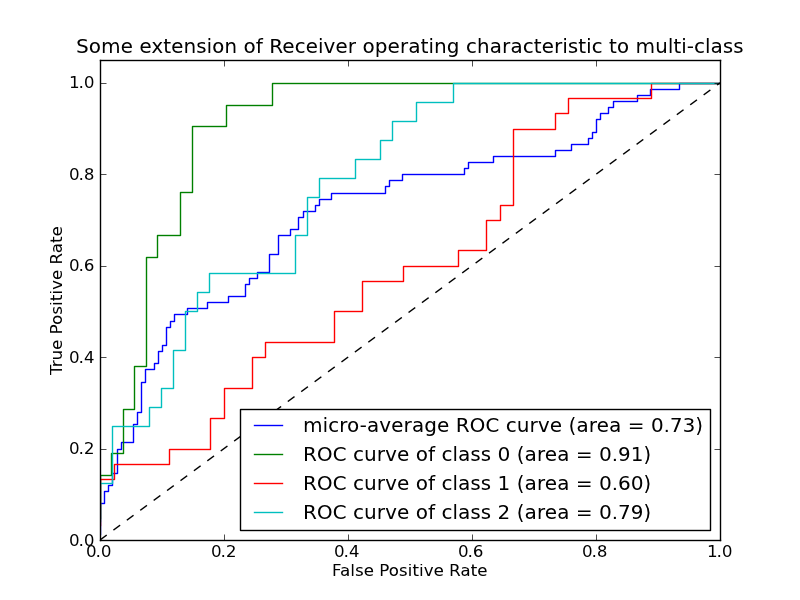 Some extension of Receiver operating characteristic to multi-class
1.0
0.8
0.6
0.4
0.2
0.0
True Positive Rate
micro-average ROC curve (area = 0.73)
ROC curve of class 0 (area = 0.91)
ROC curve of class 1 (area = 0.60)
ROC curve of class 2 (area = 0.79)
0.0 0.2 0.4 0.6 0.8 1.0
False Positive Rate